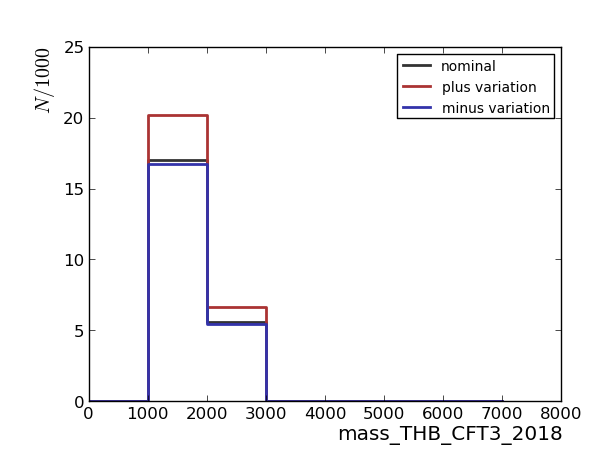 N/1000
25
20
15
10
5
0
nominal
plus variation
minus variation
0 1000 2000 3000 4000 5000 6000 7000 8000
mass_THB_CFT3_2018